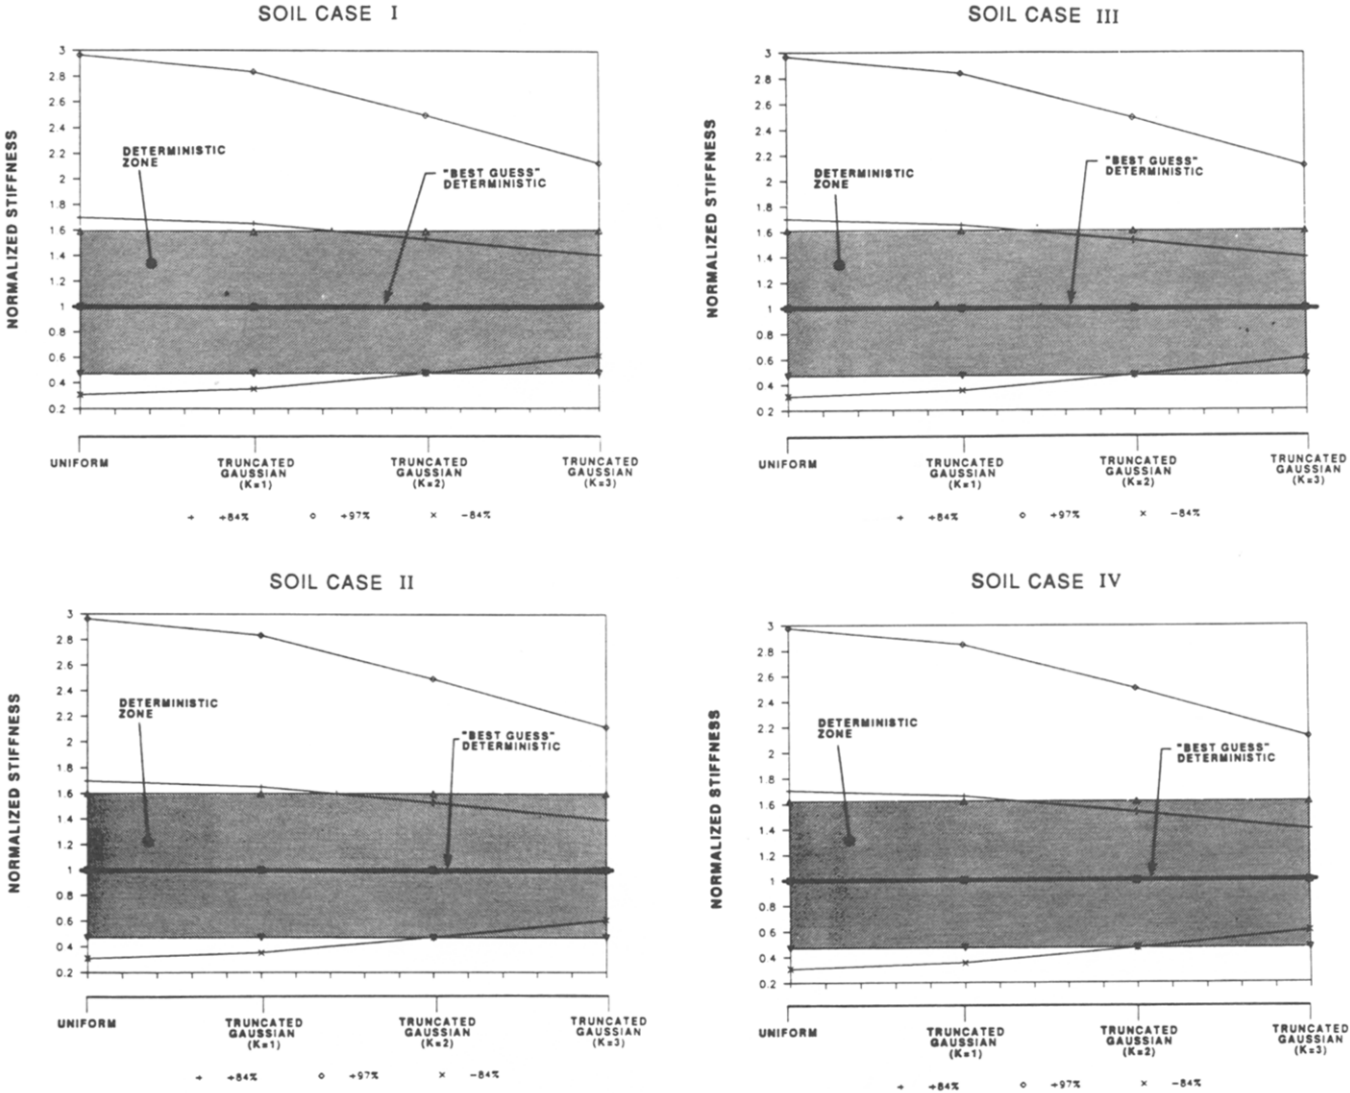 SOIL CASE I
NORMALIZED STIFFNESS
3
2.8
2.6
2.4
2.2
2
1.8
1.6
1.4
1.2
1
0.8
0.6
0.4
0.2
DETERMINISTIC
ZONE
"BEST GUESS"
DETERMINISTIC
UNIFORM
TRUNCATED
GAUSSIAN
(K=1)
TRUNCATED
GAUSSIAN
(K=2)
TRUNCATED
GAUSSIAN
(K=3)
+ +84% ◇ +97% × -84%
SOIL CASE III
NORMALIZED STIFFNESS
3
2.8
2.6
2.4
2.2
2
1.8
1.6
1.4
1.2
1
0.8
0.6
0.4
0.2
DETERMINISTIC
ZONE
"BEST GUESS"
DETERMINISTIC
UNIFORM
TRUNCATED
GAUSSIAN
(K=1)
TRUNCATED
GAUSSIAN
(K=2)
TRUNCATED
GAUSSIAN
(K=3)
+ +84% ◇ +97% × -84%
SOIL CASE II
NORMALIZED STIFFNESS
3
2.8
2.6
2.4
2.2
2
1.8
1.6
1.4
1.2
1
0.8
0.6
0.4
0.2
DETERMINISTIC
ZONE
"BEST GUESS"
DETERMINISTIC
UNIFORM
TRUNCATED
GAUSSIAN
(K=1)
TRUNCATED
GAUSSIAN
(K=2)
TRUNCATED
GAUSSIAN
(K=3)
+ +84% ◇ +97% × -84%
SOIL CASE IV
NORMALIZED STIFFNESS
3
2.8
2.6
2.4
2.2
2
1.8
1.6
1.4
1.2
1
0.8
0.6
0.4
0.2
DETERMINISTIC
ZONE
"BEST GUESS"
DETERMINISTIC
UNIFORM
TRUNCATED
GAUSSIAN
(K=1)
TRUNCATED
GAUSSIAN
(K=2)
TRUNCATED
GAUSSIAN
(K=3)
+ +84% ◇ +97% × -84%